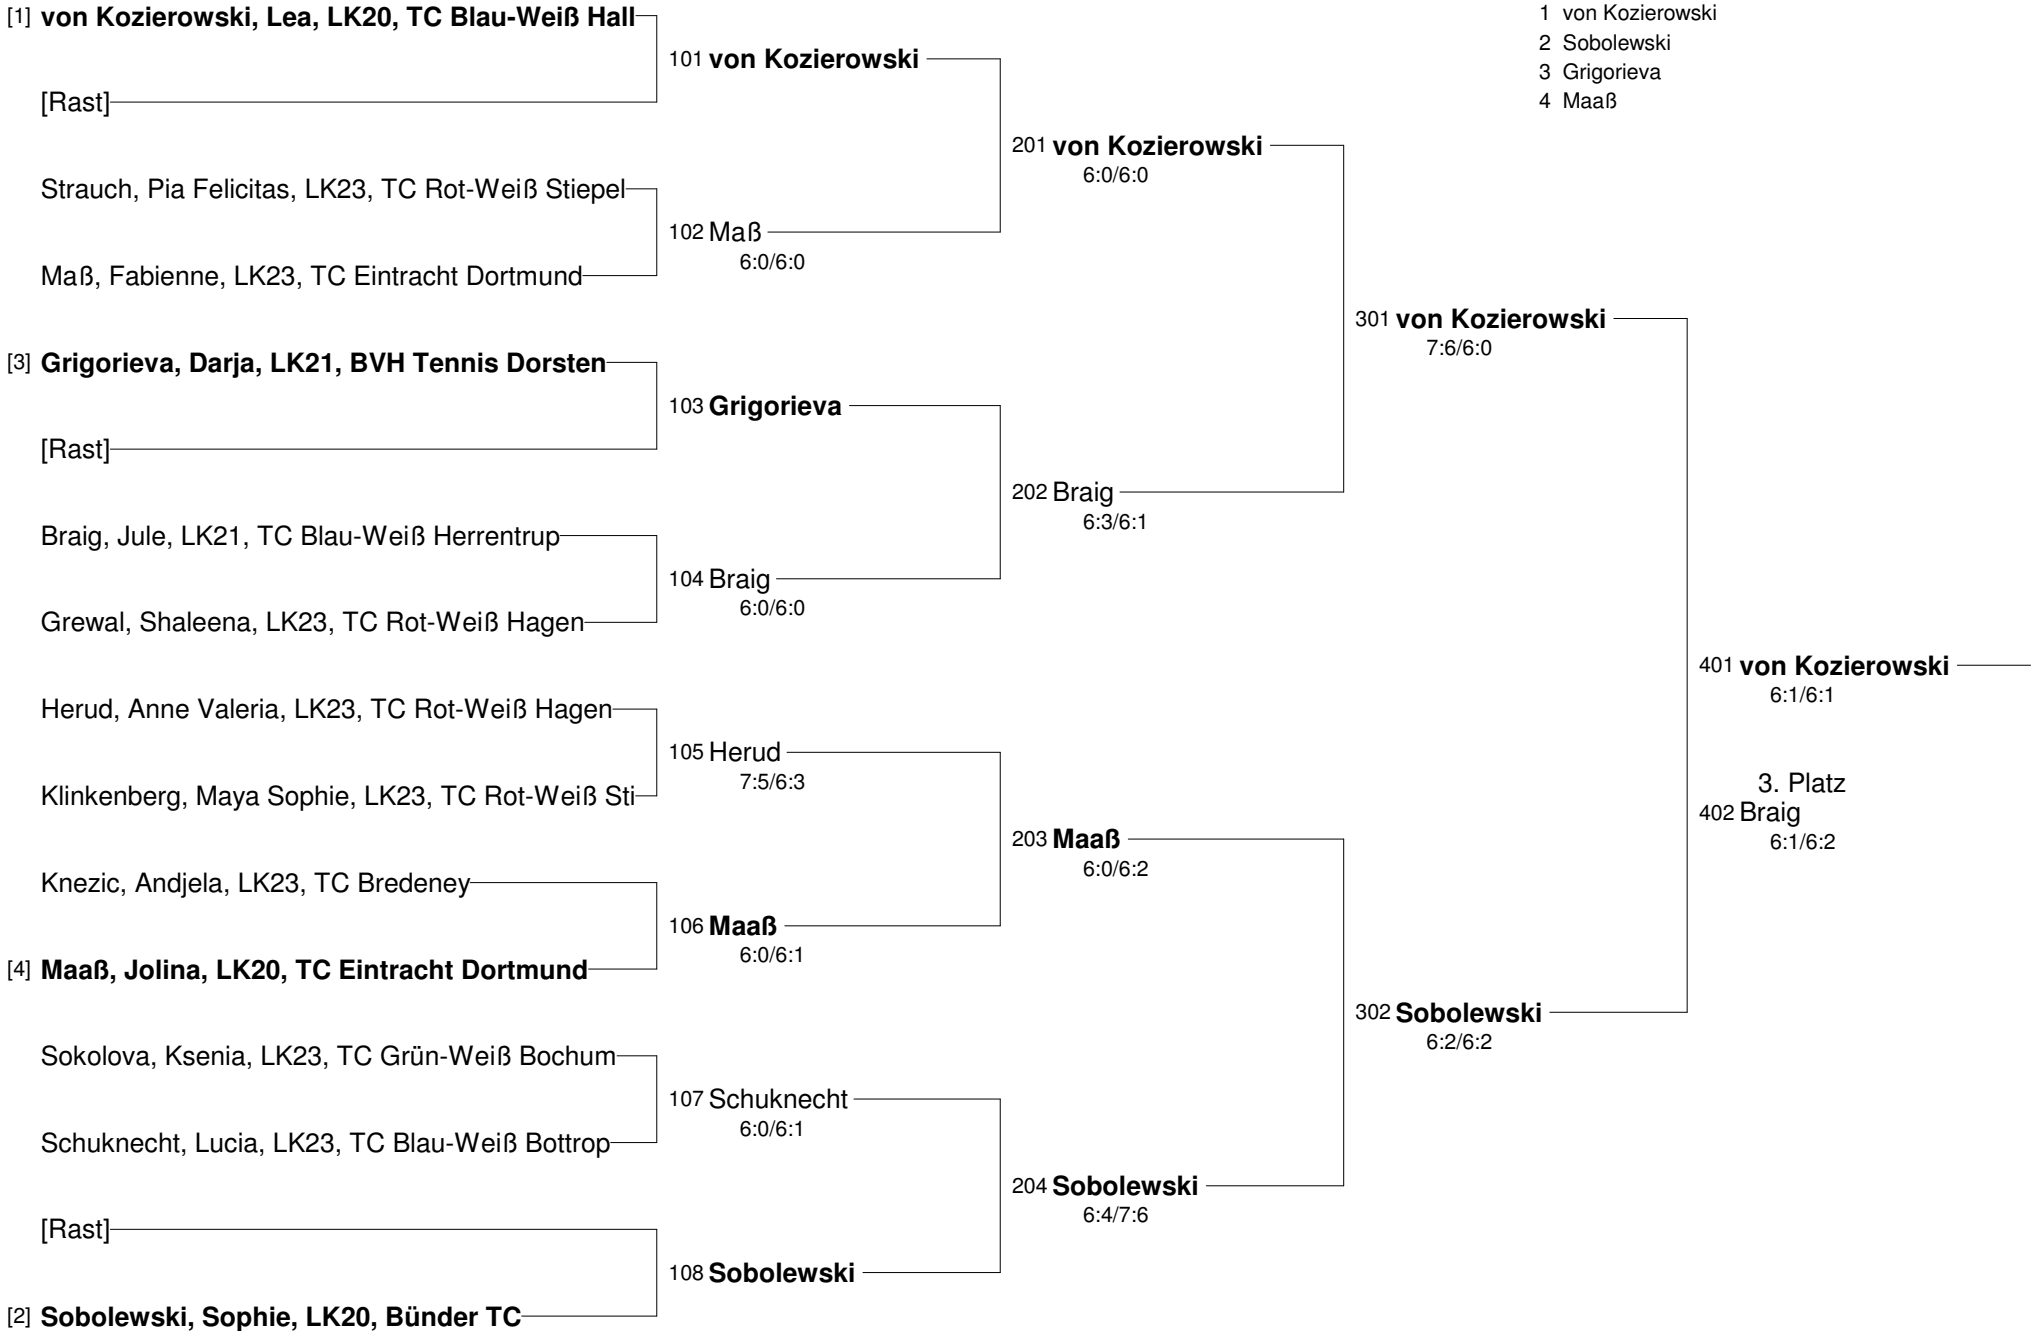 [1] von Kozierowski, Lea, LK20, TC Blau-Weiß Hall
[Rast]
Strauch, Pia Felicitas, LK23, TC Rot-Weiß Stiepel
Maß, Fabienne, LK23, TC Eintracht Dortmund
[3] Grigorieva, Darja, LK21, BVH Tennis Dorsten
[Rast]
Braig, Jule, LK21, TC Blau-Weiß Herrentrup
Grewal, Shaleena, LK23, TC Rot-Weiß Hagen
Herud, Anne Valeria, LK23, TC Rot-Weiß Hagen
Klinkenberg, Maya Sophie, LK23, TC Rot-Weiß Sti
Knezic, Andjela, LK23, TC Bredeney
[4] Maaß, Jolina, LK20, TC Eintracht Dortmund
Sokolova, Ksenia, LK23, TC Grün-Weiß Bochum
Schuknecht, Lucia, LK23, TC Blau-Weiß Bottrop
[Rast]
[2] Sobolewski, Sophie, LK20, Bünder TC
101 von Kozierowski
102 Maß
6:0/6:0
103 Grigorieva
104 Braig
6:0/6:0
105 Herud
7:5/6:3
106 Maaß
6:0/6:1
107 Schuknecht
6:0/6:1
108 Sobolewski
201 von Kozierowski
6:0/6:0
202 Braig
6:3/6:1
203 Maaß
6:0/6:2
204 Sobolewski
6:4/7:6
301 von Kozierowski
7:6/6:0
302 Sobolewski
6:2/6:2
401 von Kozierowski
6:1/6:1
3. Platz
402 Braig
6:1/6:2
1 von Kozierowski
2 Sobolewski
3 Grigorieva
4 Maaß